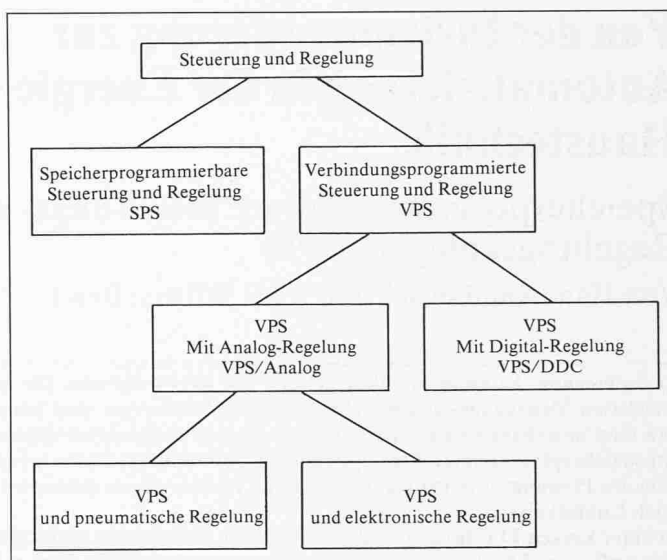 Steuerung und Regelung
Speicherprogrammierbare
Steuerung und Regelung
SPS
Verbindungsprogrammierte
Steuerung und Regelung
VPS
VPS
Mit Analog-Regelung
VPS/Analog
VPS
Mit Digital-Regelung
VPS/DDC
VPS
und pneumatische Regelung
VPS
und elektronische Regelung